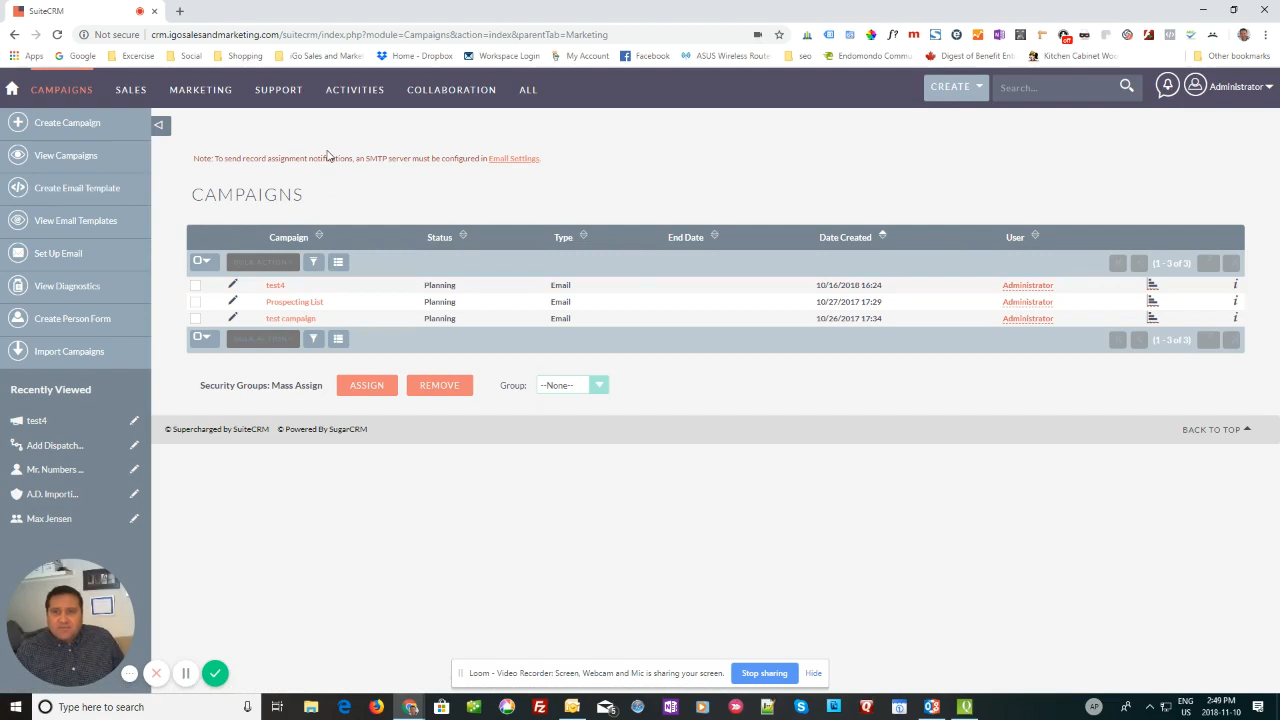 SuiteCRM
Not secure | crm.igosalesandmarketing.com/suitecrm/index.php?module=Campaigns&action=index&parentTab=Marketing
Apps Google Excercise Shopping iGo Sales and Marke Home - Dropbox Workspace Login My Account Facebook ASUS Wireless Route seo Endomondo Commu Digest of Benefit Ente Kitchen Cabinet Woo Other bookmarks
CAMPAIGNS SALES MARKETING SUPPORT ACTIVITIES COLLABORATION ALL CREATE Search... Administrator
Create Campaign
View Campaigns
Create Email Template
View Email Templates
Set Up Email
View Diagnostics
Create Person Form
Import Campaigns
Recently Viewed
test4
Add Dispatch...
Mr. Numbers ...
A.D. Importi...
Max Jensen
Note: To send record assignment notifications, an SMTP server must be configured in Email Settings.
CAMPAIGNS
Campaign Status Type End Date Date Created User
BULK ACTION (1 - 3 of 3)
test4 Planning Email 10/16/2018 16:24 Administrator
Prospecting List Planning Email 10/27/2017 17:29 Administrator
test campaign Planning Email 10/26/2017 17:34 Administrator
BULK ACTION (1 - 3 of 3)
Security Groups: Mass Assign ASSIGN REMOVE Group: --None--
© Supercharged by SuiteCRM © Powered By SugarCRM BACK TO TOP
Loom - Video Recorder: Screen, Webcam and Mic is sharing your screen. Stop sharing Hide
Type here to search
AP ENG US 2:49 PM 2018-11-10